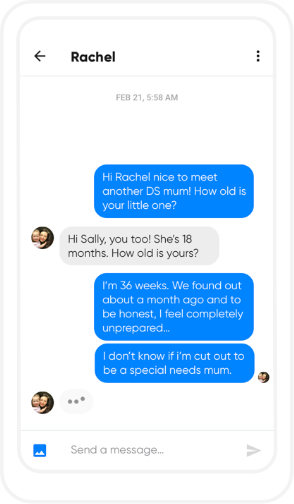 Rachel
FEB 21, 5:58 AM
Hi Rachel nice to meet
another DS mum! How old is
your little one?
Hi Sally, you too! She's 18
months. How old is yours?
I'm 36 weeks. We found out
about a month ago and to
be honest, I feel completely
unprepared...
I don't know if i'm cut out to
be a special needs mum.
Send a message...